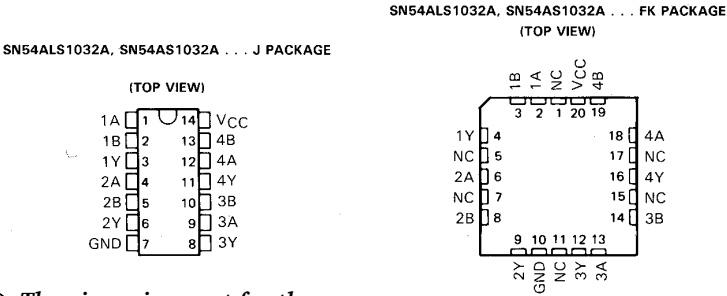 SN54ALS1032A, SN54AS1032A . . . J PACKAGE
(TOP VIEW)
1A 1 14 VCC
1B 2 13 4B
1Y 3 12 4A
2A 4 11 4Y
2B 5 10 3B
2Y 6 9 3A
GND 7 8 3Y
SN54ALS1032A, SN54AS1032A . . . FK PACKAGE
(TOP VIEW)
1B 1A NC VCC 4B
3 2 1 20 19
1Y 4 18 4A
NC 5 17 NC
2A 6 16 4Y
NC 7 15 NC
2B 8 14 3B
9 10 11 12 13
2Y GND NC 3Y 3A